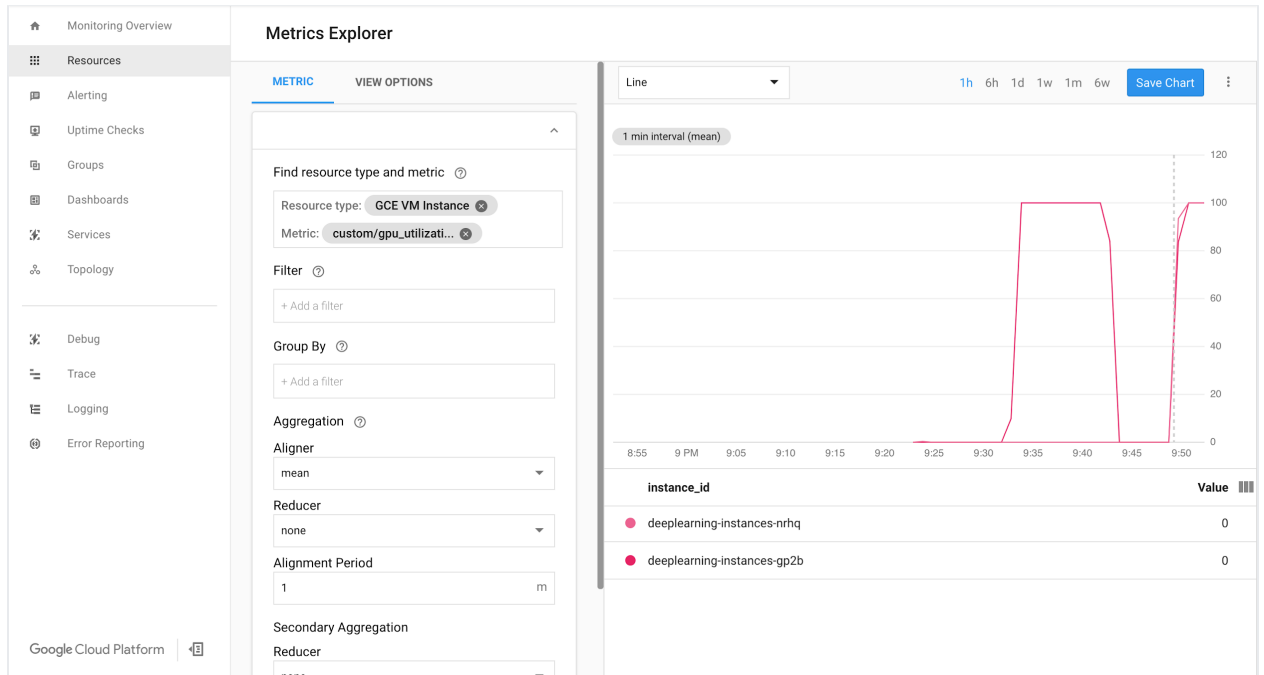 Monitoring Overview
Resources
Alerting
Uptime Checks
Groups
Dashboards
Services
Topology
Debug
Trace
Logging
Error Reporting
Google Cloud Platform
Metrics Explorer
METRIC VIEW OPTIONS
Find resource type and metric
Resource type: GCE VM Instance
Metric: custom/gpu_utilizati...
Filter
+ Add a filter
Group By
+ Add a filter
Aggregation
Aligner
mean
Reducer
none
Alignment Period
1 m
Secondary Aggregation
Reducer
none
Line 1h 6h 1d 1w 1m 6w Save Chart
1 min interval (mean)
120
100
80
60
40
20
0
8:55 9 PM 9:05 9:10 9:15 9:20 9:25 9:30 9:35 9:40 9:45 9:50
instance_id Value
deeplearning-instances-nrhq 0
deeplearning-instances-gp2b 0